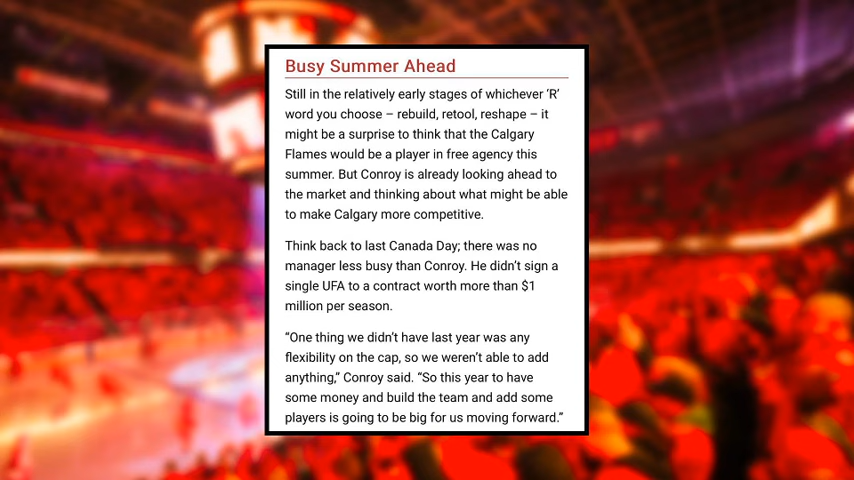 Busy Summer Ahead
Still in the relatively early stages of whichever ‘R’
word you choose – rebuild, retool, reshape – it
might be a surprise to think that the Calgary
Flames would be a player in free agency this
summer. But Conroy is already looking ahead to
the market and thinking about what might be able
to make Calgary more competitive.
Think back to last Canada Day; there was no
manager less busy than Conroy. He didn’t sign a
single UFA to a contract worth more than $1
million per season.
“One thing we didn’t have last year was any
flexibility on the cap, so we weren’t able to add
anything,” Conroy said. “So this year to have
some money and build the team and add some
players is going to be big for us moving forward.”